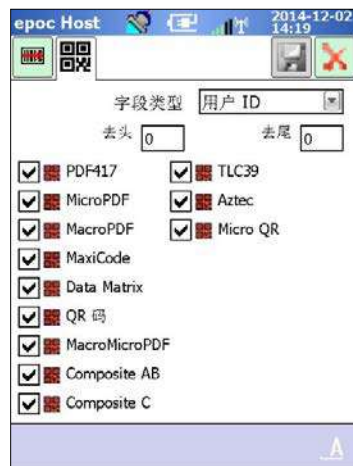 epoc Host 2014-12-02
14:19
字段类型 用户 ID
去头 0 去尾 0
PDF417 TLC39
MicroPDF Aztec
MacroPDF Micro QR
MaxiCode
Data Matrix
QR 码
MacroMicroPDF
Composite AB
Composite C
A